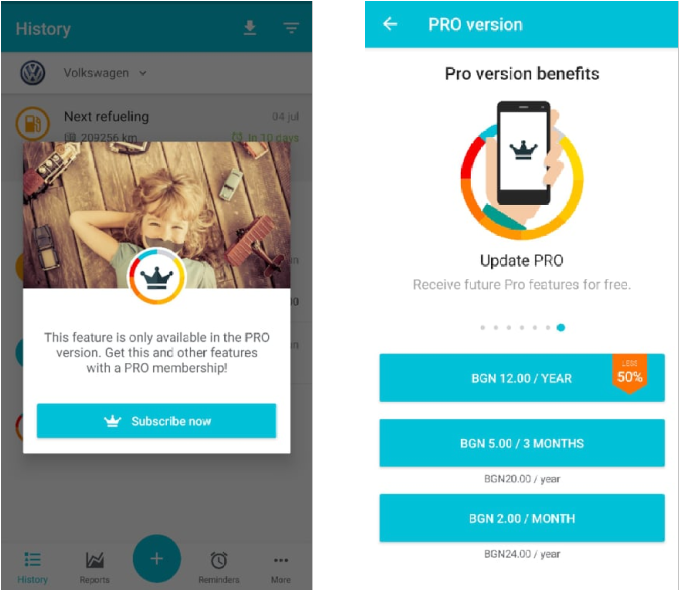 History
Volkswagen
Next refueling
04 jul
209256 km
In 10 days
This feature is only available in the PRO
version. Get this and other features
with a PRO membership!
Subscribe now
History
Reports
Reminders
More
PRO version
Pro version benefits
Update PRO
Receive future Pro features for free.
BGN 12.00 / YEAR
LESS
50%
BGN 5.00 / 3 MONTHS
BGN20.00 / year
BGN 2.00 / MONTH
BGN24.00 / year